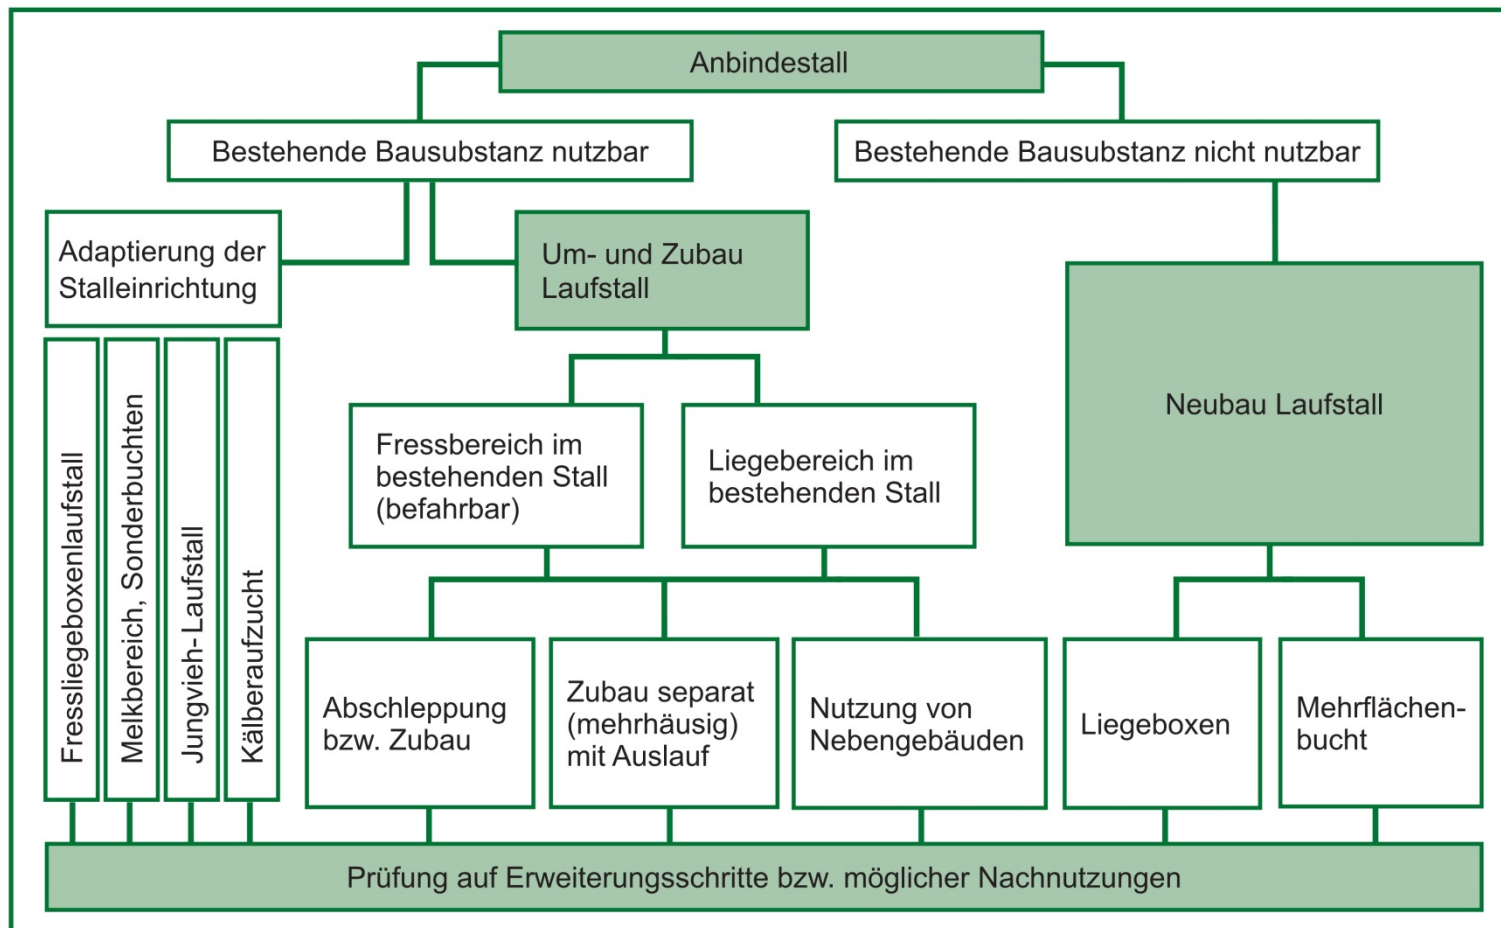 Anbindestall
Bestehende Bausubstanz nutzbar
Bestehende Bausubstanz nicht nutzbar
Adaptierung der
Stalleinrichtung
Um- und Zubau
Laufstall
Neubau Laufstall
Fressliegeboxenlaufstall
Melkbereich, Sonderbuchten
Jungvieh-Laufstall
Kälberaufzucht
Fressbereich im
bestehenden Stall
(befahrbar)
Liegebereich im
bestehenden Stall
Abschleppung
bzw. Zubau
Zubau separat
(mehrhäusig)
mit Auslauf
Nutzung von
Nebengebäuden
Liegeboxen
Mehrflächen-
bucht
Prüfung auf Erweiterungsschritte bzw. möglicher Nachnutzungen